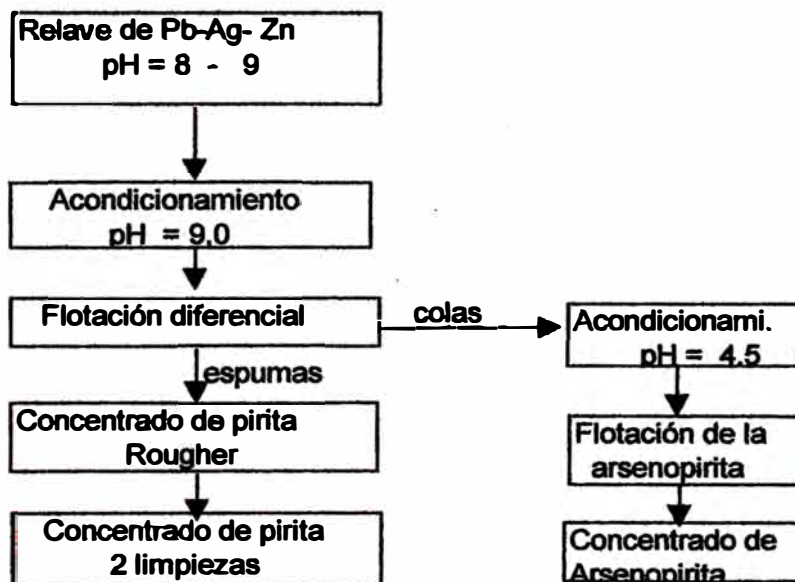 Relave de Pb-Ag- Zn
pH = 8 - 9
Acondicionamiento
pH = 9,0
Flotación diferencial
colas
Acondicionami.
pH = 4.5
espumas
Concentrado de pirita
Rougher
Flotación de la
arsenopirita
Concentrado de pirita
2 limpiezas
Concentrado de
Arsenopirita